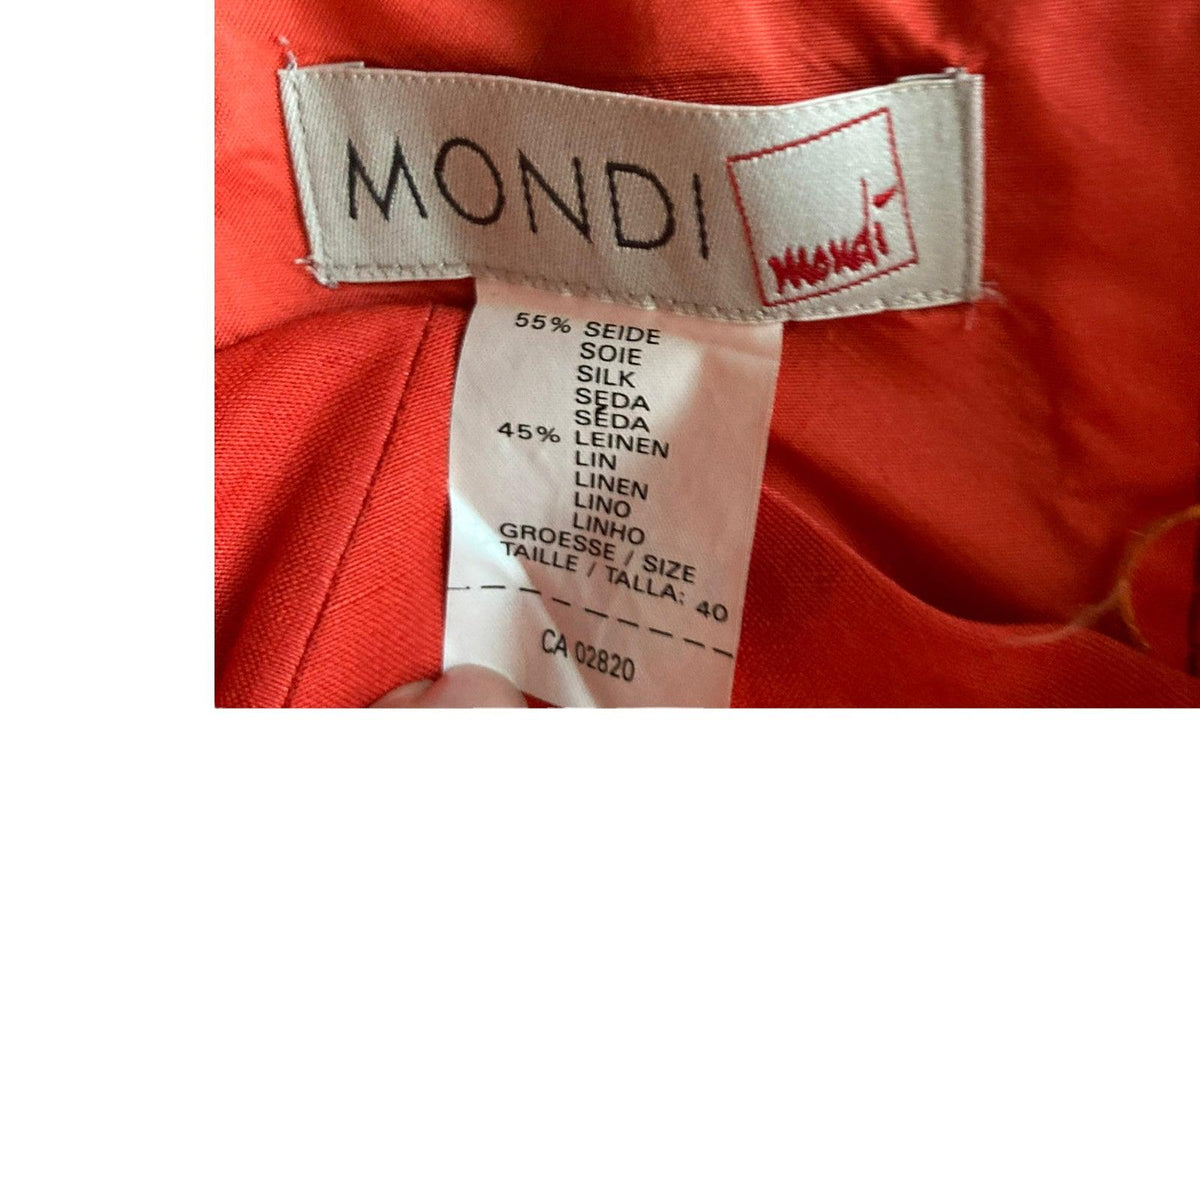 MONDI
mondi
55% SEIDE
SOIE
SILK
SEDA
SĘDA
45% LEINEN
LIN
LINEN
LINO
LINHO
GROESSE / SIZE
TAILLE / TALLA: 40
CA 02820